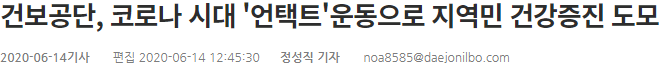 건보공단, 코로나 시대 '언택트'운동으로 지역민 건강증진 도모
2020-06-14기사 편집 2020-06-14 12:45:30 정성직 기자 noa8585@daejonilbo.com